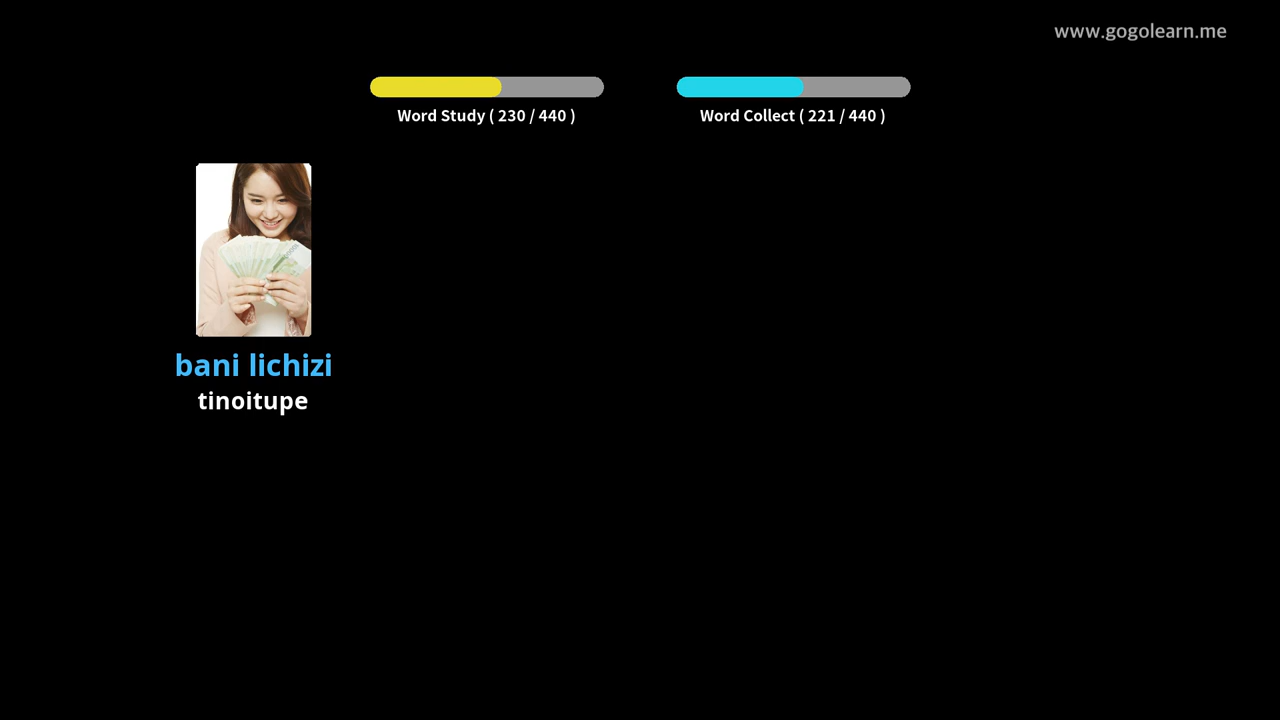 www.gogolearn.me
Word Study ( 230 / 440 )
Word Collect ( 221 / 440 )
bani lichizi
tinoitupe